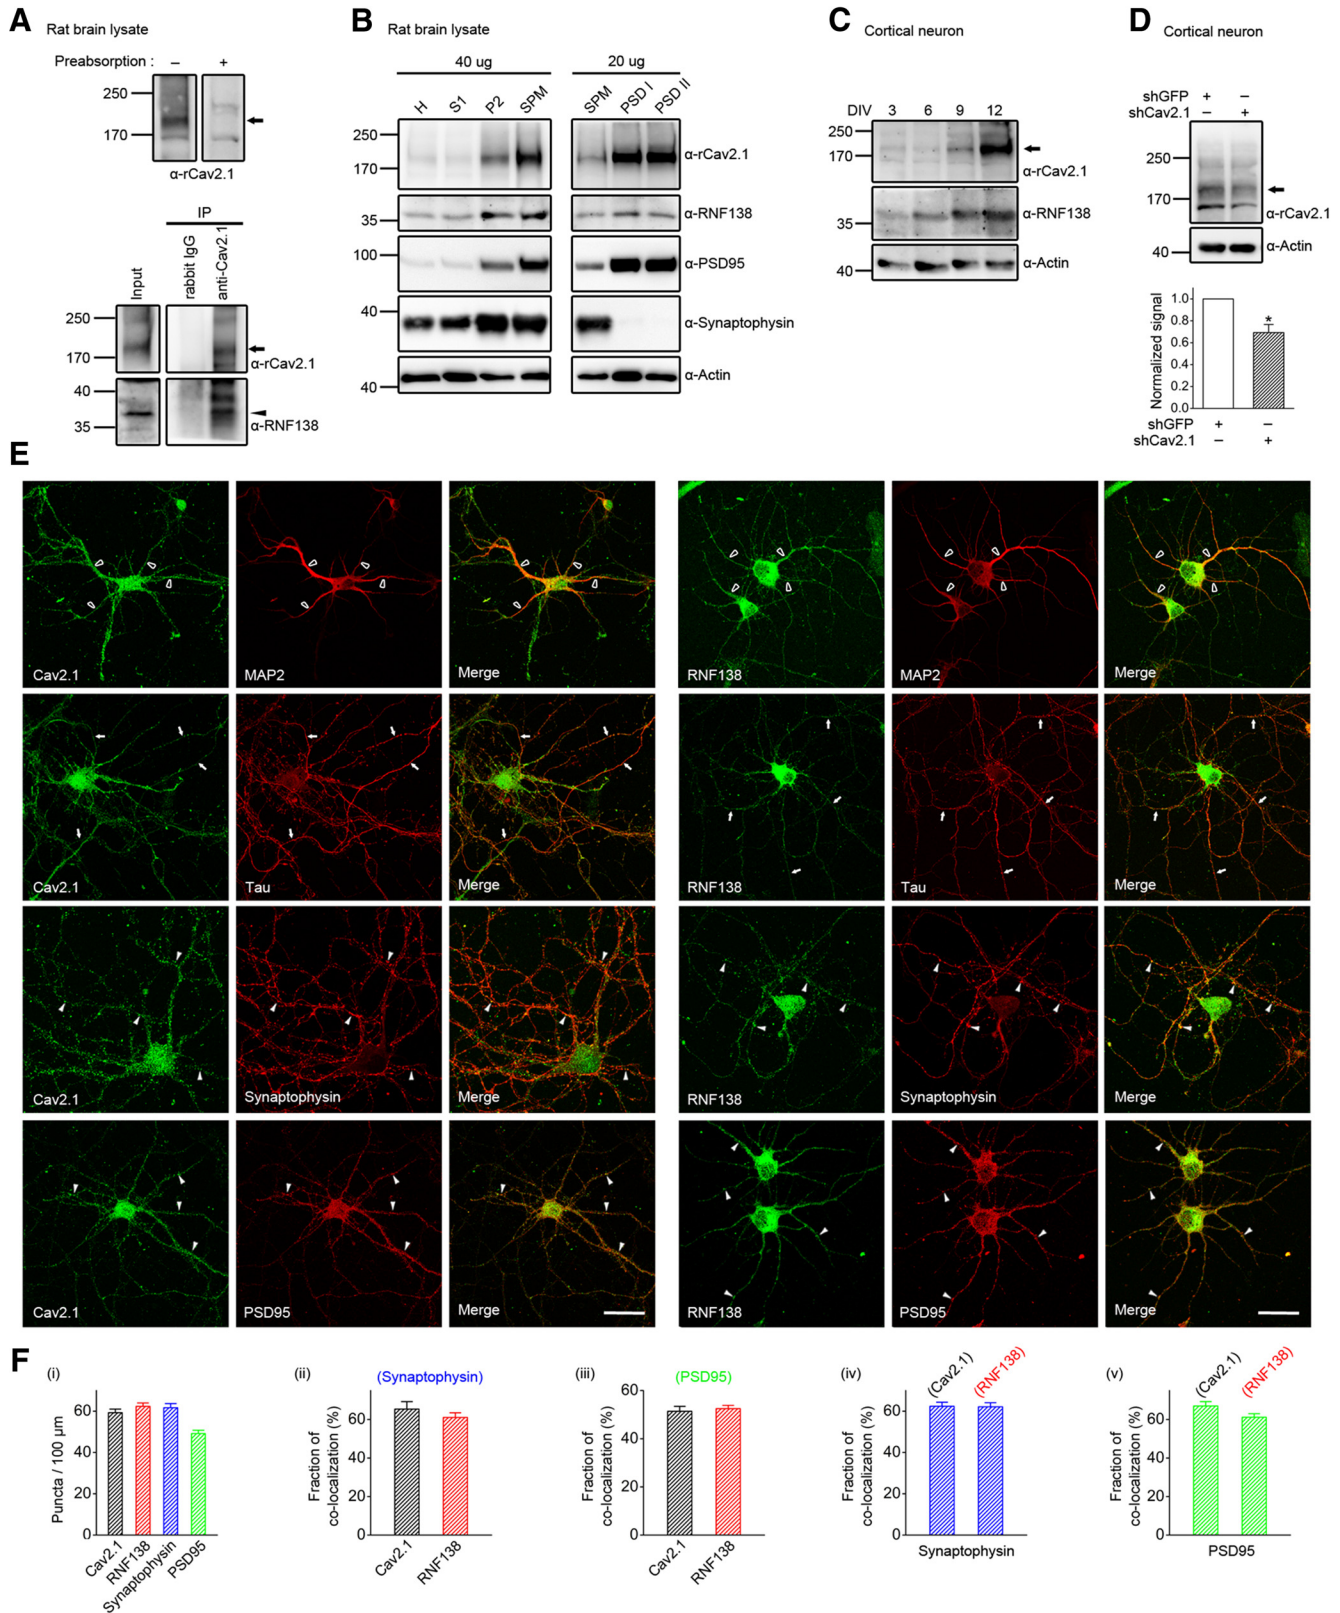 A Rat brain lysate
Preabsorption : – +
250
170
α-rCav2.1
IP
Input
rabbit IgG
anti-Cav2.1
250
170
α-rCav2.1
40
35
α-RNF138
B Rat brain lysate
40 ug 20 ug
H S1 P2 SPM SPM PSD I PSD II
250
170
α-rCav2.1
35
α-RNF138
100
α-PSD95
40
α-Synaptophysin
40
α-Actin
C Cortical neuron
DIV 3 6 9 12
250
170
α-rCav2.1
35
α-RNF138
40
α-Actin
D Cortical neuron
shGFP + –
shCav2.1 – +
250
170
α-rCav2.1
40
α-Actin
Normalized signal
1.0
0.8
0.6
0.4
0.2
0.0
*
shGFP + –
shCav2.1 – +
E
Cav2.1 MAP2 Merge RNF138 MAP2 Merge
Cav2.1 Tau Merge RNF138 Tau Merge
Cav2.1 Synaptophysin Merge RNF138 Synaptophysin Merge
Cav2.1 PSD95 Merge RNF138 PSD95 Merge
F
(i)
Puncta / 100 µm
60
40
20
0
Cav2.1 RNF138 Synaptophysin PSD95
(ii)
(Synaptophysin)
Fraction of
co-localization (%)
60
40
20
0
Cav2.1 RNF138
(iii)
(PSD95)
Fraction of
co-localization (%)
60
40
20
0
Cav2.1 RNF138
(iv)
(Cav2.1) (RNF138)
Fraction of
co-localization (%)
60
40
20
0
Synaptophysin
(v)
(Cav2.1) (RNF138)
Fraction of
co-localization (%)
60
40
20
0
PSD95